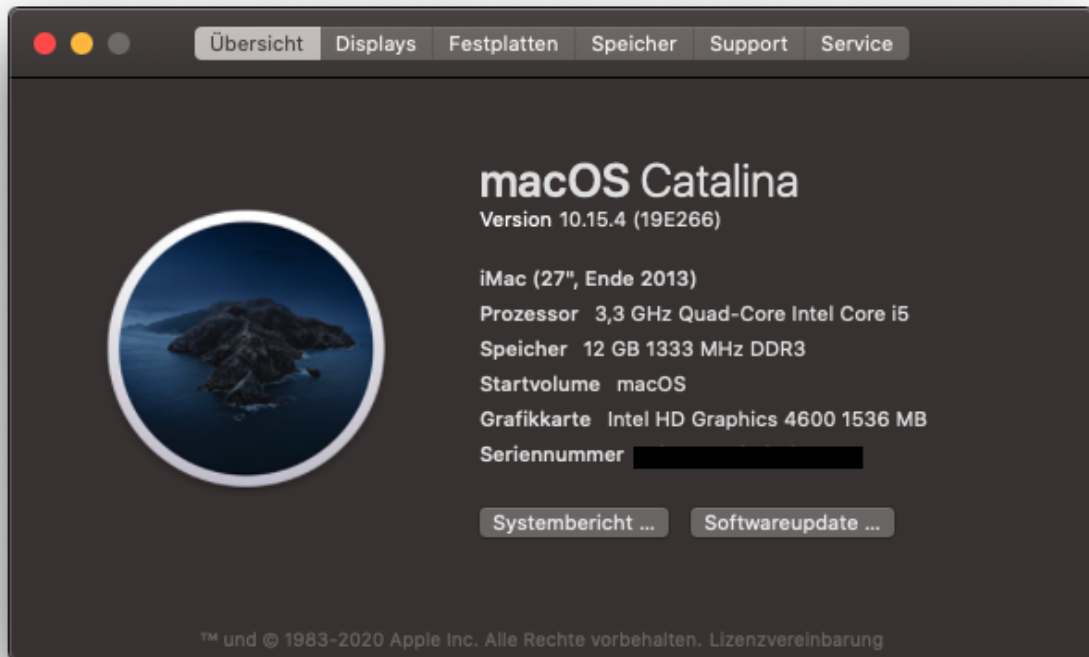 Übersicht Displays Festplatten Speicher Support Service
macOS Catalina
Version 10.15.4 (19E266)
iMac (27", Ende 2013)
Prozessor 3,3 GHz Quad-Core Intel Core i5
Speicher 12 GB 1333 MHz DDR3
Startvolume macOS
Grafikkarte Intel HD Graphics 4600 1536 MB
Seriennummer
Systembericht ... Softwareupdate ...
™ und © 1983-2020 Apple Inc. Alle Rechte vorbehalten. Lizenzvereinbarung